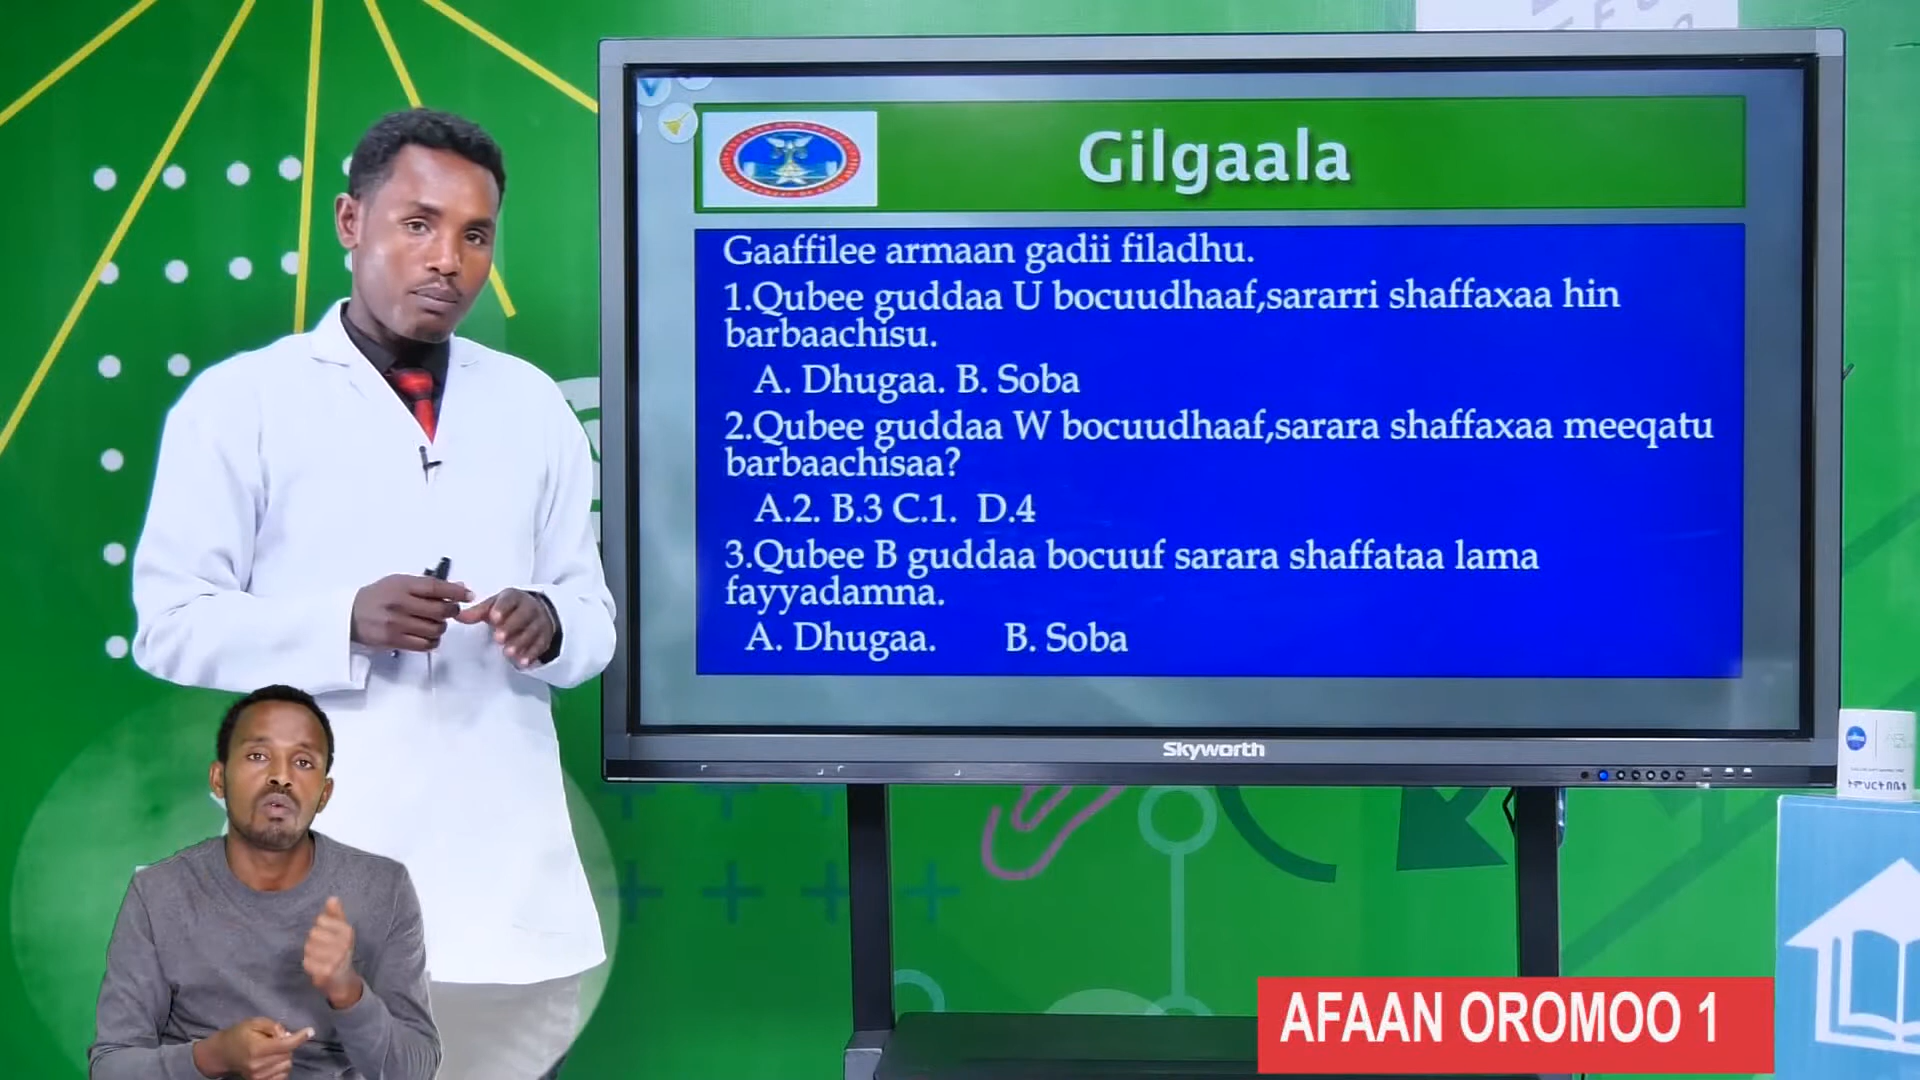 Gilgaala
Gaaffilee armaan gadii filadhu.
1.Qubee guddaa U bocuudhaaf,sararri shaffaxaa hin
barbaachisu.
A. Dhugaa. B. Soba
2.Qubee guddaa W bocuudhaaf,sarara shaffaxaa meeqatu
barbaachisaa?
A.2. B.3 C.1.  D.4
3.Qubee B guddaa bocuuf sarara shaffataa lama
fayyadamna.
A. Dhugaa. B. Soba
Skyworth
AFAAN OROMOO 1